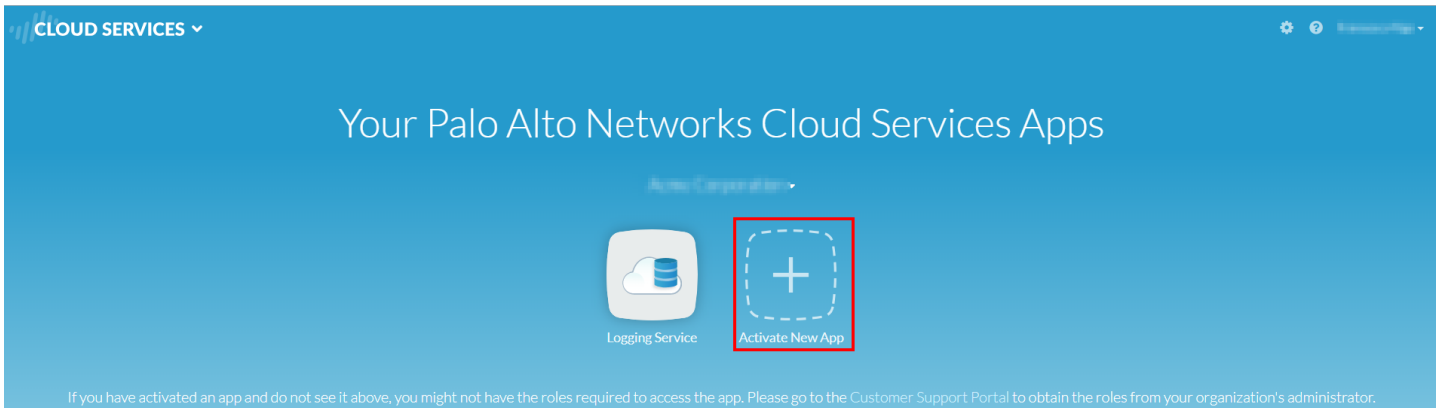 CLOUD SERVICES
Your Palo Alto Networks Cloud Services Apps
Logging Service
Activate New App
If you have activated an app and do not see it above, you might not have the roles required to access the app. Please go to the Customer Support Portal to obtain the roles from your organization's administrator.